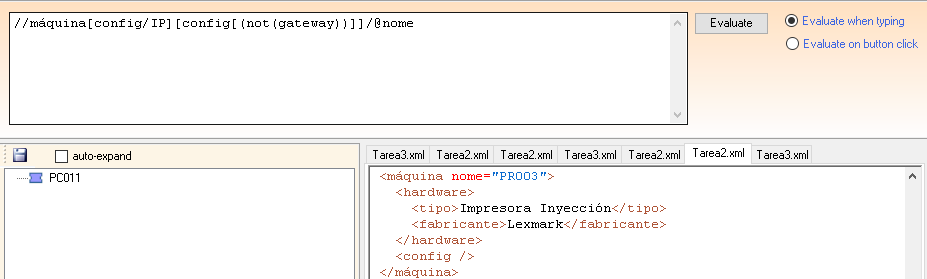 //máquina[config/IP][config[(not(gateway))]]/@nome
Evaluate
Evaluate when typing
Evaluate on button click
auto-expand
PC011
Tarea3.xml Tarea2.xml Tarea2.xml Tarea3.xml Tarea2.xml Tarea2.xml Tarea3.xml
<máquina nome="PR003">
<hardware>
<tipo>Impresora Inyección</tipo>
<fabricante>Lexmark</fabricante>
</hardware>
<config />
</máquina>